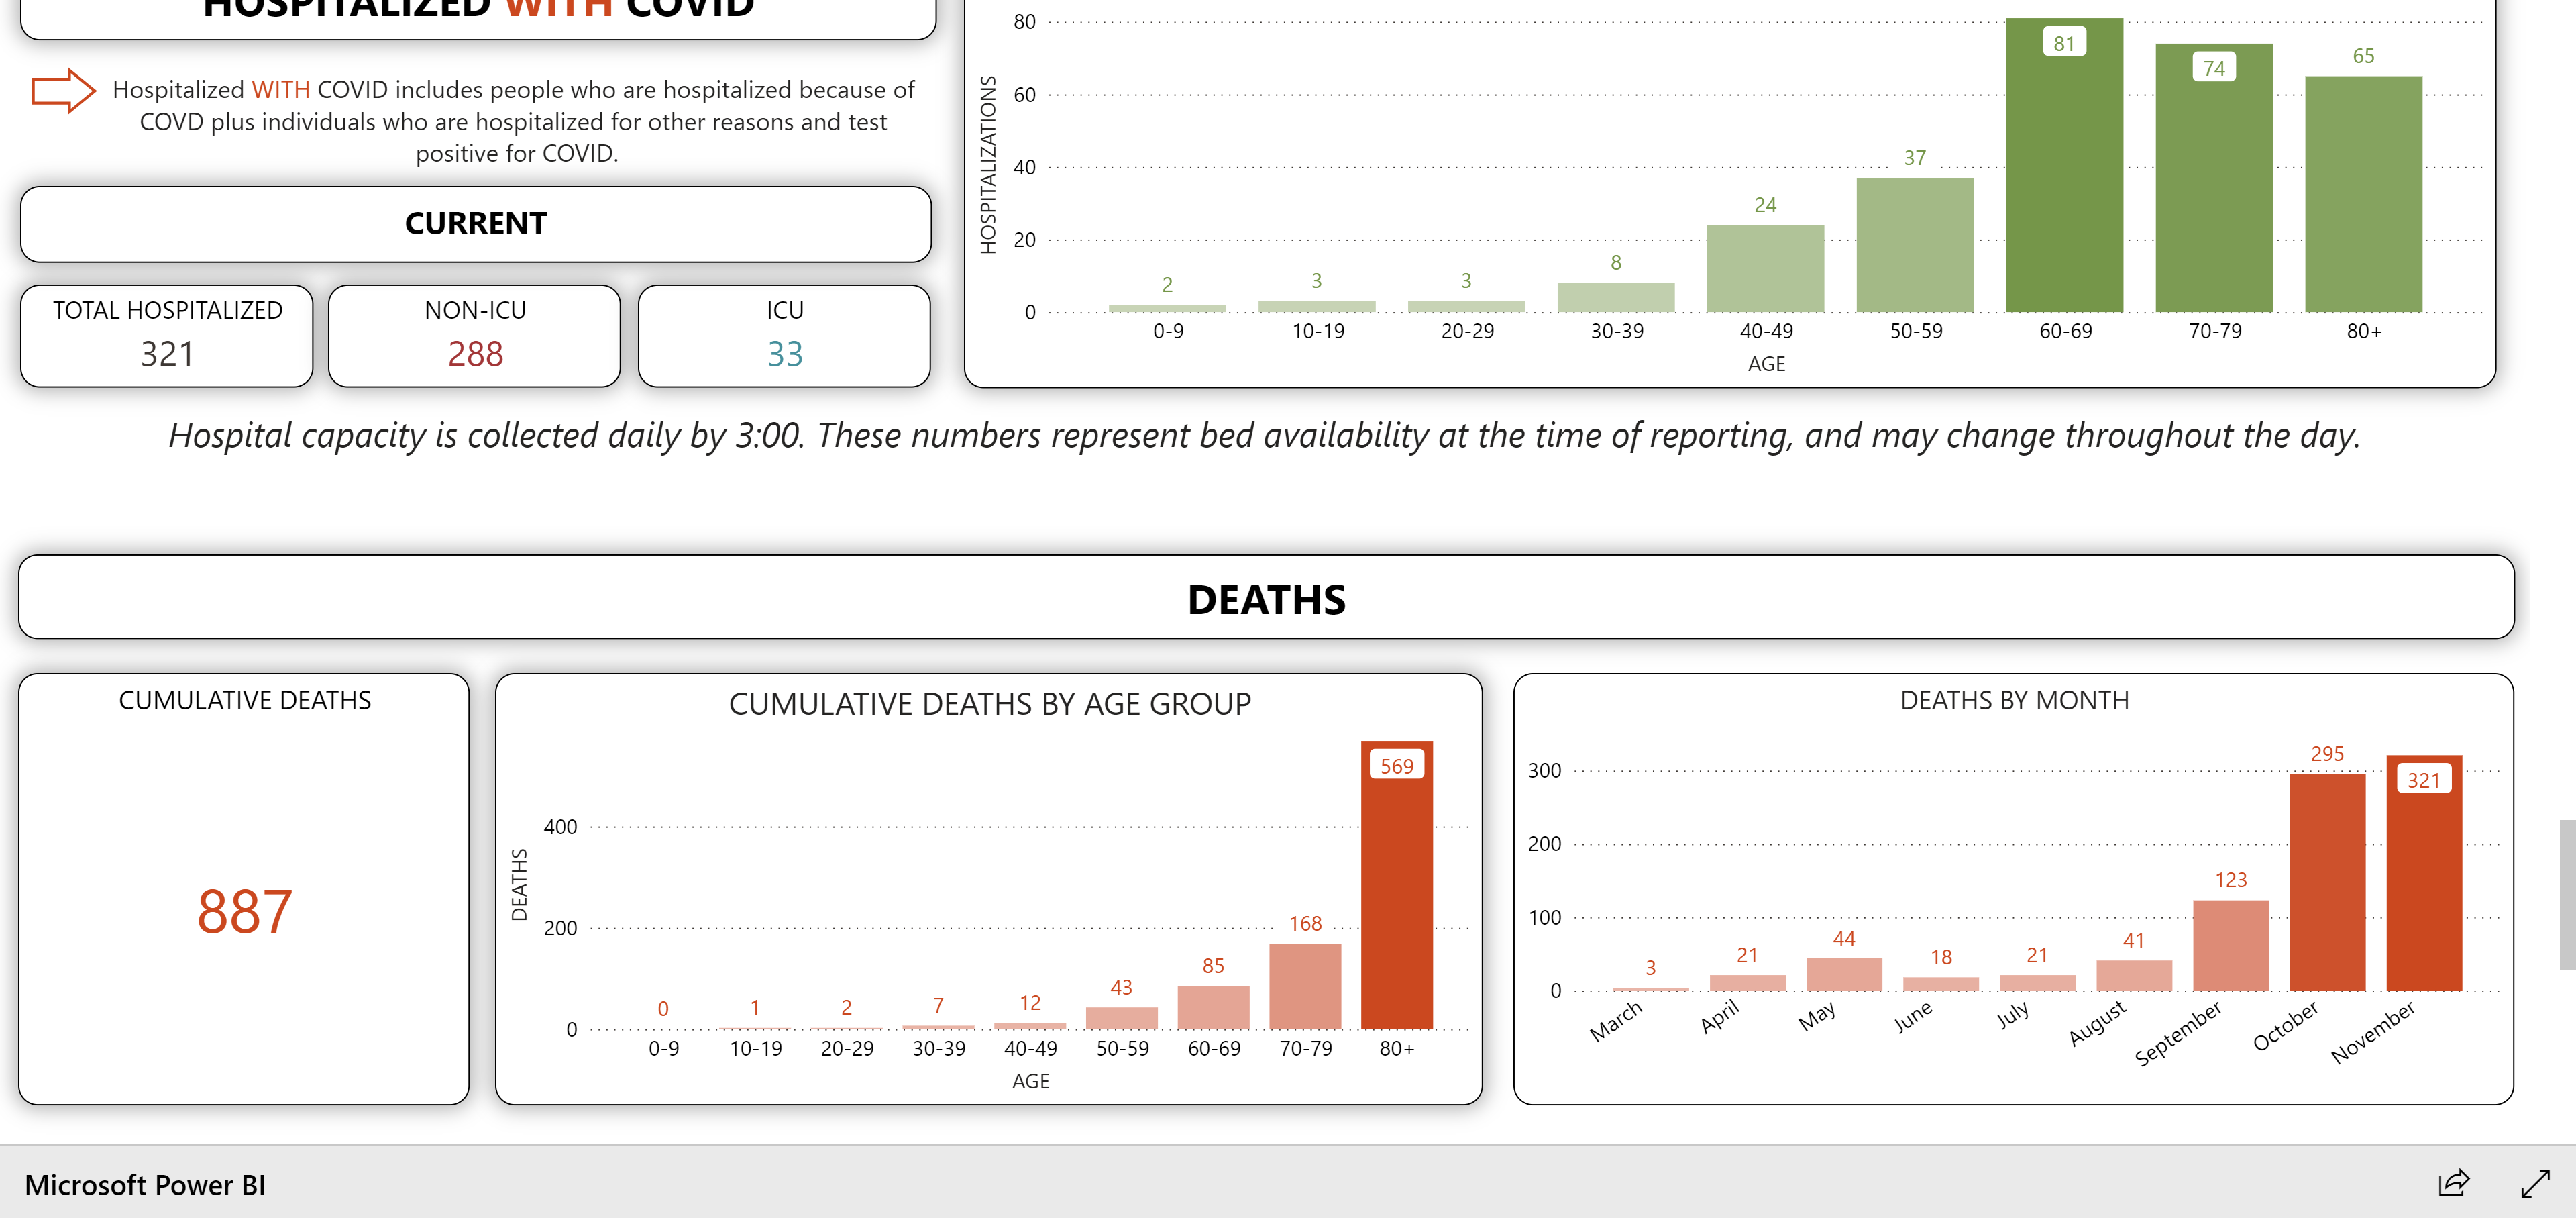 HOSPITALIZED WITH COVID
Hospitalized WITH COVID includes people who are hospitalized because of
COVD plus individuals who are hospitalized for other reasons and test
positive for COVID.
CURRENT
TOTAL HOSPITALIZED
321
NON-ICU
288
ICU
33
HOSPITALIZATIONS
80
60
40
20
0
2
3
3
8
24
37
81
74
65
0-9
10-19
20-29
30-39
40-49
50-59
60-69
70-79
80+
AGE
Hospital capacity is collected daily by 3:00. These numbers represent bed availability at the time of reporting, and may change throughout the day.
DEATHS
CUMULATIVE DEATHS
887
CUMULATIVE DEATHS BY AGE GROUP
DEATHS
400
200
0
0
1
2
7
12
43
85
168
569
0-9
10-19
20-29
30-39
40-49
50-59
60-69
70-79
80+
AGE
DEATHS BY MONTH
300
200
100
0
3
21
44
18
21
41
123
295
321
March
April
May
June
July
August
September
October
November
Microsoft Power BI